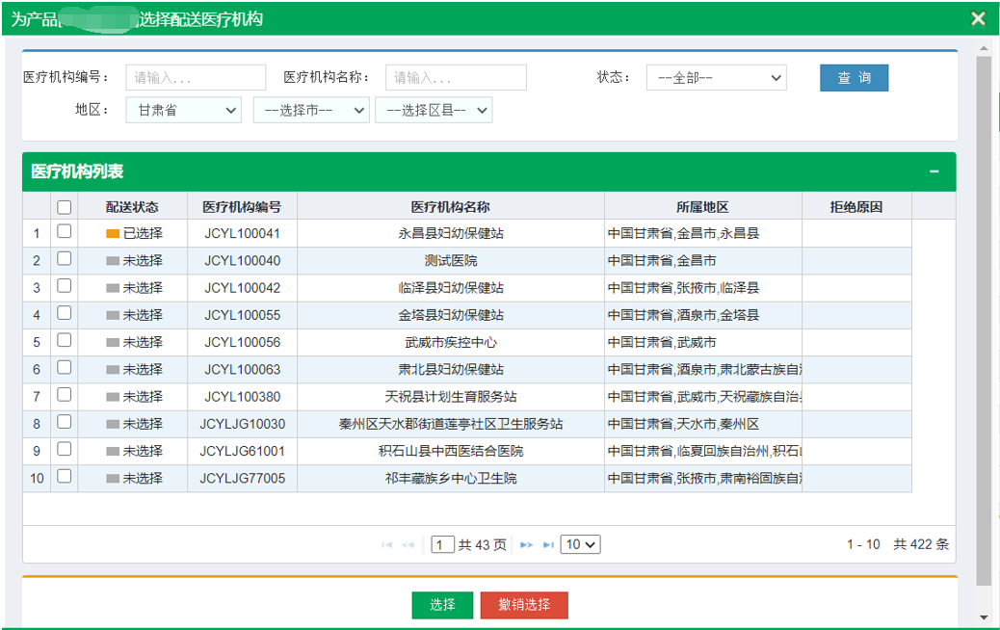 为产品[]选择配送医疗机构
医疗机构编号： 请输入... 医疗机构名称： 请输入... 状态： --全部-- 查 询
地区： 甘肃省 --选择市-- --选择区县--
医疗机构列表
配送状态 医疗机构编号 医疗机构名称 所属地区 拒绝原因
1 已选择 JCYL100041 永昌县妇幼保健站 中国甘肃省,金昌市,永昌县
2 未选择 JCYL100040 测试医院 中国甘肃省,金昌市
3 未选择 JCYL100042 临泽县妇幼保健站 中国甘肃省,张掖市,临泽县
4 未选择 JCYL100055 金塔县妇幼保健站 中国甘肃省,酒泉市,金塔县
5 未选择 JCYL100056 武威市疾控中心 中国甘肃省,武威市
6 未选择 JCYL100063 肃北县妇幼保健站 中国甘肃省,酒泉市,肃北蒙古族自
7 未选择 JCYL100380 天祝县计划生育服务站 中国甘肃省,武威市,天祝藏族自治
8 未选择 JCYLJG10030 秦州区天水郡街道莲亭社区卫生服务站 中国甘肃省,天水市,秦州区
9 未选择 JCYLJG61001 积石山县中西医结合医院 中国甘肃省,临夏回族自治州,积石
10 未选择 JCYLJG77005 祁丰藏族乡中心卫生院 中国甘肃省,张掖市,肃南裕固族自
1 共 43 页 10 1 - 10 共 422 条
选择 撤销选择